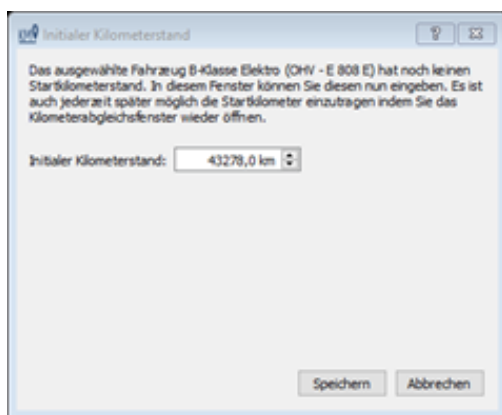 Initialer Kilometerstand
Das ausgewählte Fahrzeug B-Klasse Elektro (OHV - E 808 E) hat noch keinen
Startkilometerstand. In diesem Fenster können Sie diesen nun eingeben. Es ist
auch jederzeit später möglich die Startkilometer einzutragen indem Sie das
Kilometerabgleichsfenster wieder öffnen.
Initialer Kilometerstand: 43278,0 km
Speichern Abbrechen